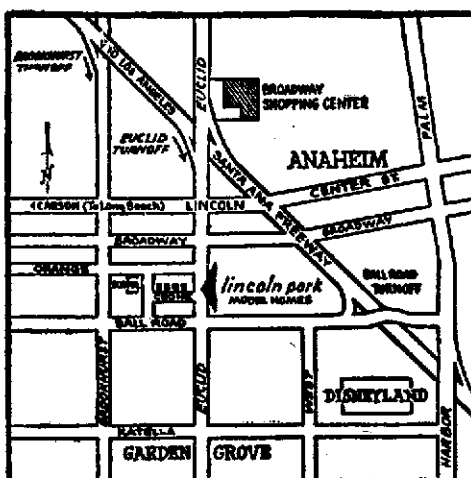 BROOKHURST
TURNOFF
TO LOS ANGELES
EUCLID
BROADWAY
SHOPPING CENTER
PALM
EUCLID
TURNOFF
ANAHEIM
SANTA ANA FREEWAY
CENTER ST.
CARSON (To Long Beach) LINCOLN
BROADWAY
BROADWAY
ORANGE
SCHOOL
lincoln park
MODEL HOMES
BALL ROAD
TURNOFF
BALL ROAD
BROOKHURST
EUCLID
WEST
DISNEYLAND
HARBOR
KATELLA
GARDEN GROVE